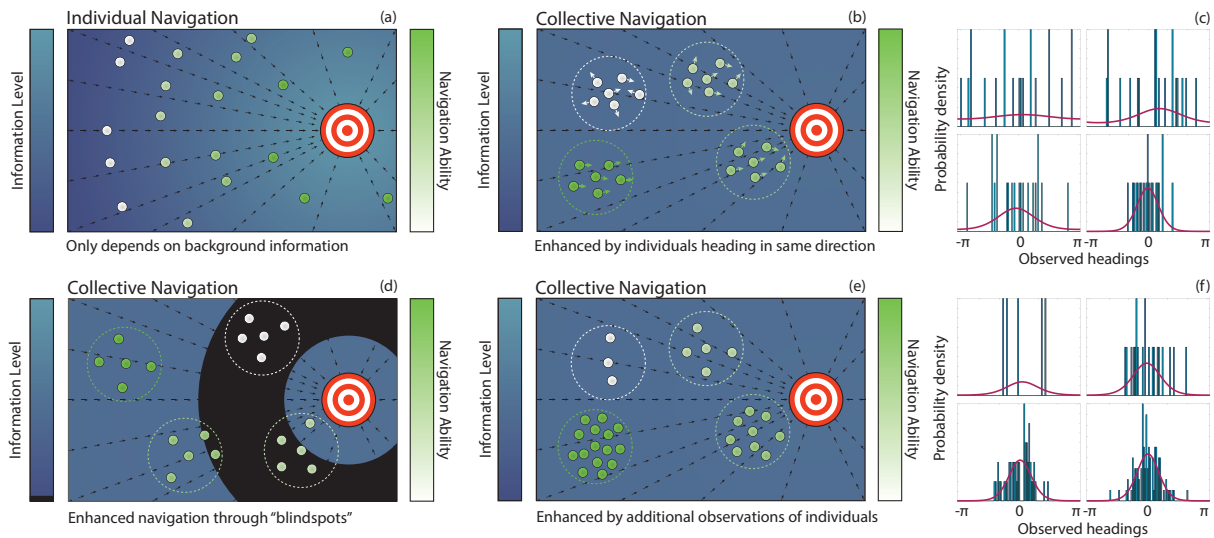 Individual Navigation
(a)
Information Level
Navigation Ability
Only depends on background information
Collective Navigation
(b)
Information Level
Navigation Ability
Enhanced by individuals heading in same direction
(c)
Probability density
-π
0
π
-π
0
π
Observed headings
Collective Navigation
(d)
Information Level
Navigation Ability
Enhanced navigation through "blindspots"
Collective Navigation
(e)
Information Level
Navigation Ability
Enhanced by additional observations of individuals
(f)
Probability density
-π
0
π
-π
0
π
Observed headings